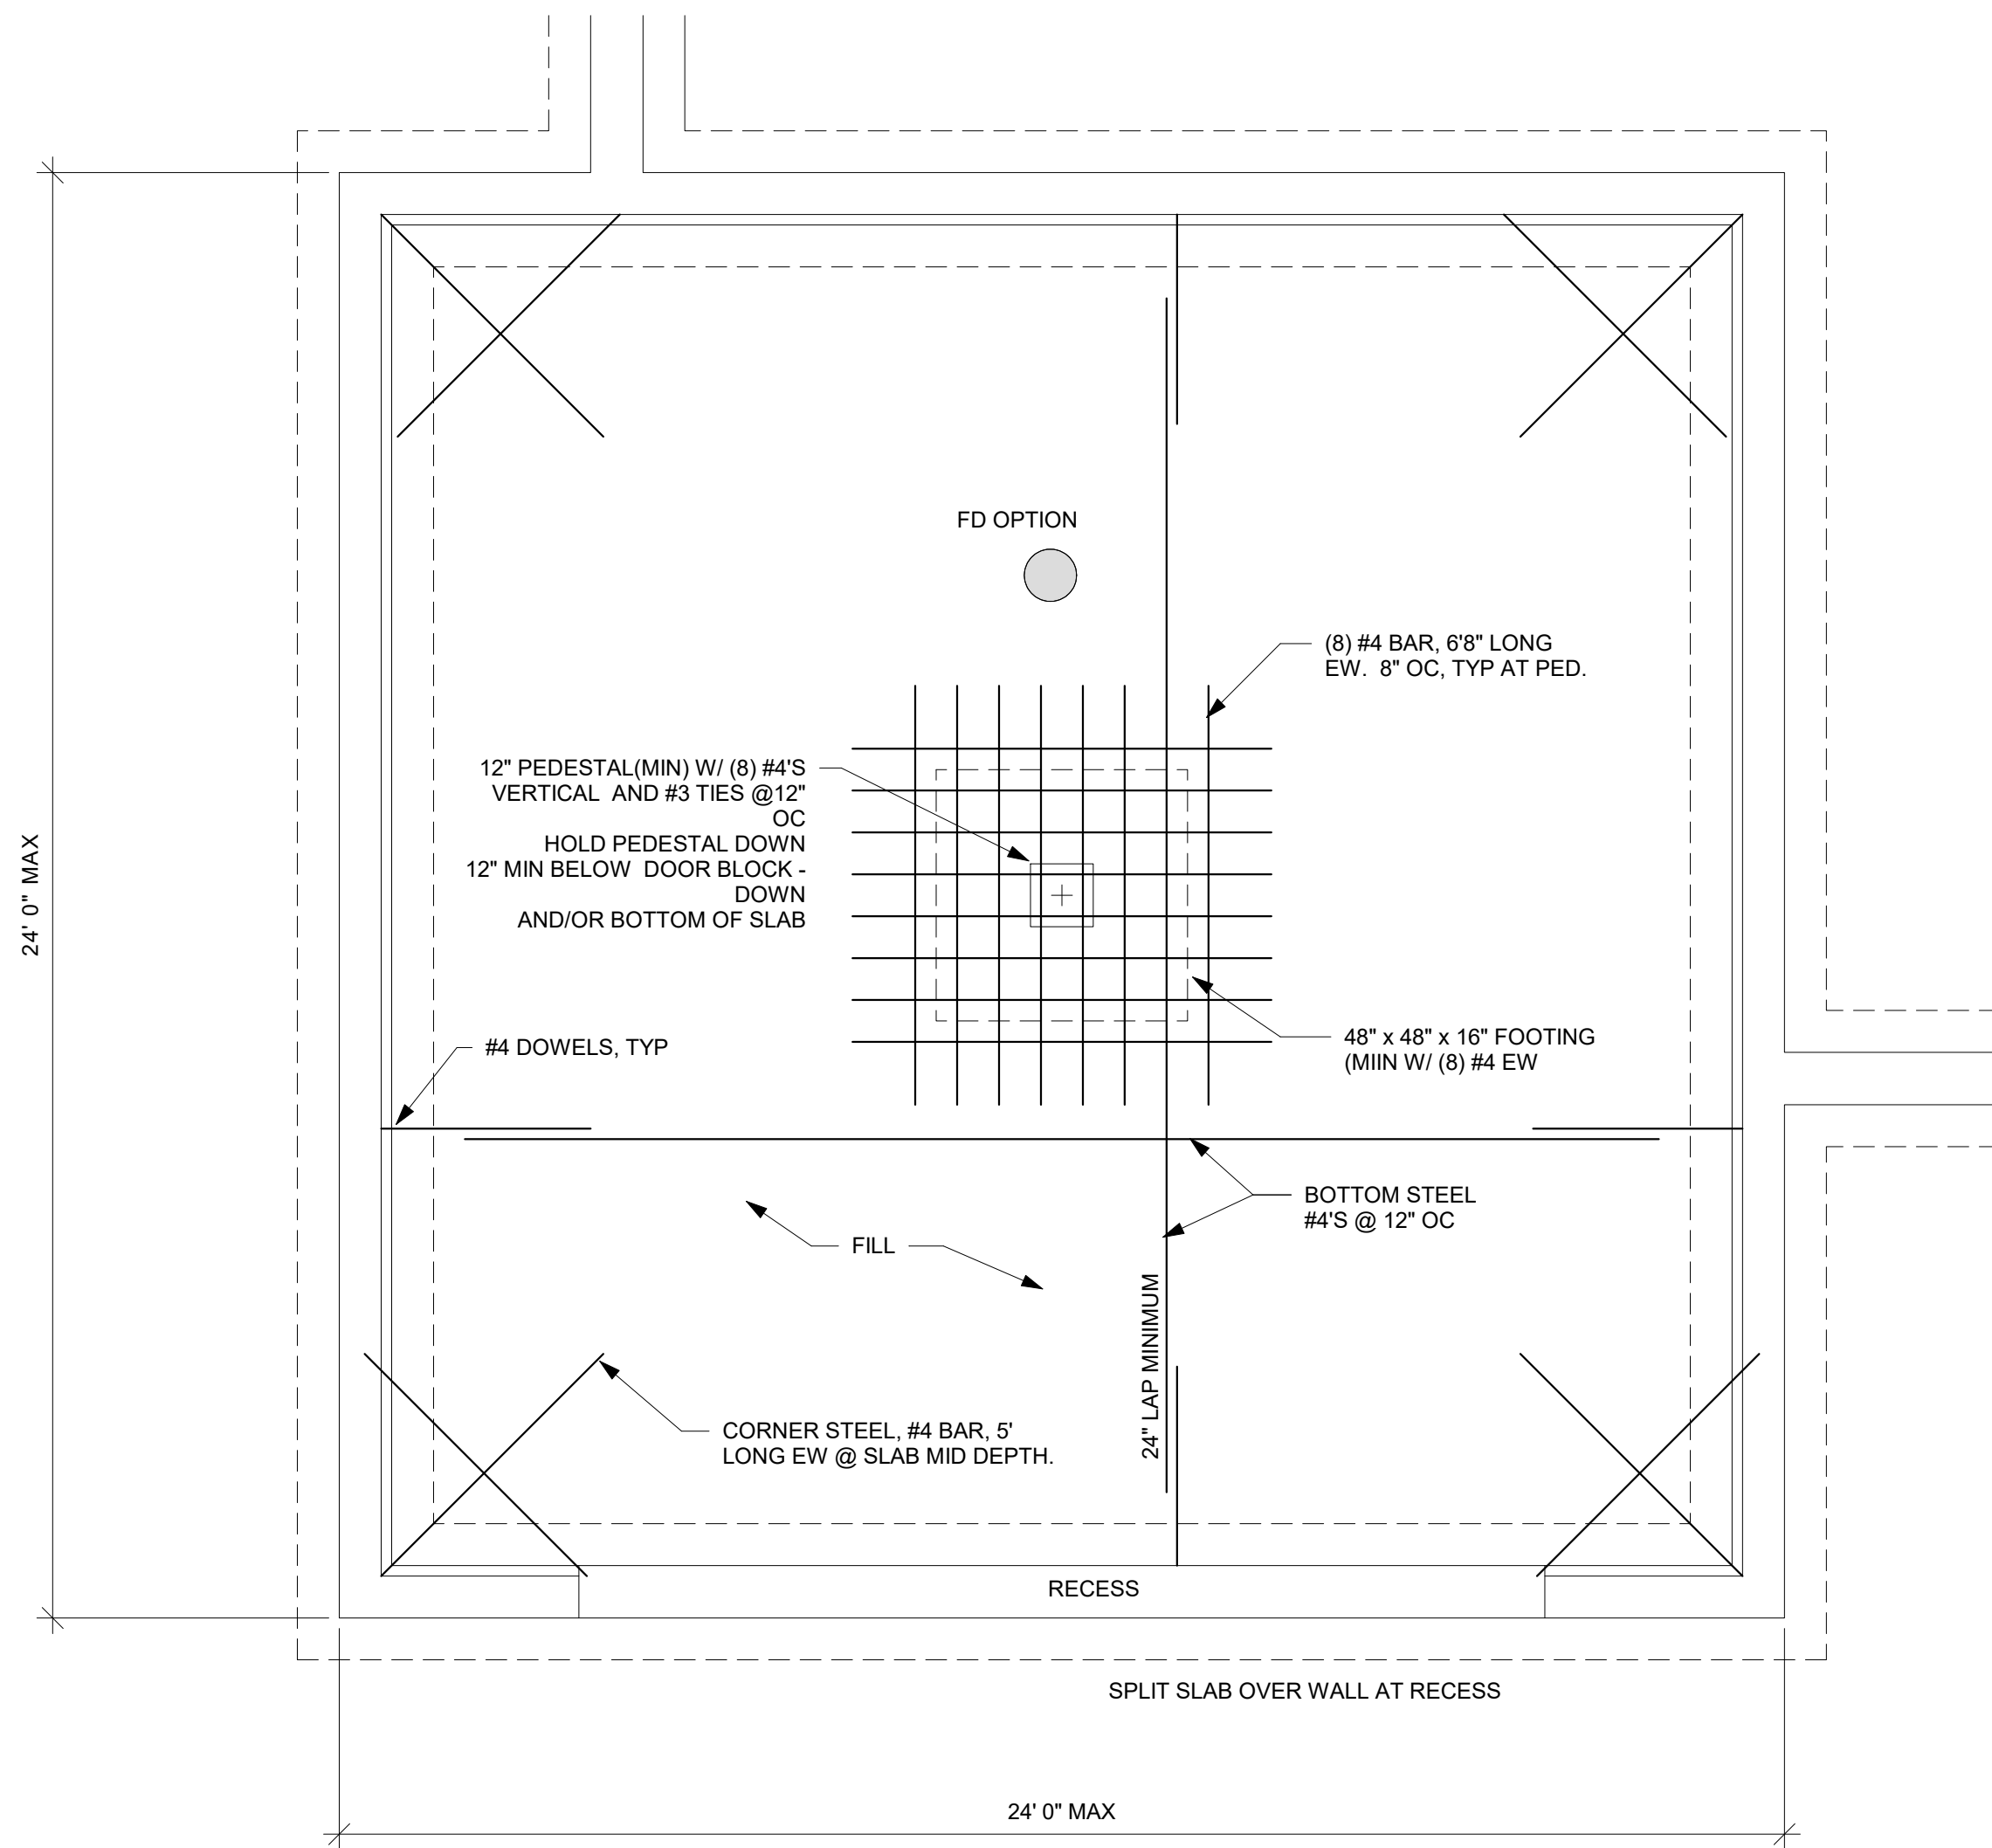 FD OPTION
(8) #4 BAR, 6'8" LONG
EW.  8" OC, TYP AT PED.
12" PEDESTAL(MIN) W/ (8) #4'S
VERTICAL  AND #3 TIES @12"
OC
HOLD PEDESTAL DOWN
12" MIN BELOW  DOOR BLOCK -
DOWN
AND/OR BOTTOM OF SLAB
24' 0" MAX
#4 DOWELS, TYP
48" x 48" x 16" FOOTING
(MIIN W/ (8) #4 EW
BOTTOM STEEL
#4'S @ 12" OC
FILL
24" LAP MINIMUM
CORNER STEEL, #4 BAR, 5'
LONG EW @ SLAB MID DEPTH.
RECESS
SPLIT SLAB OVER WALL AT RECESS
24' 0" MAX